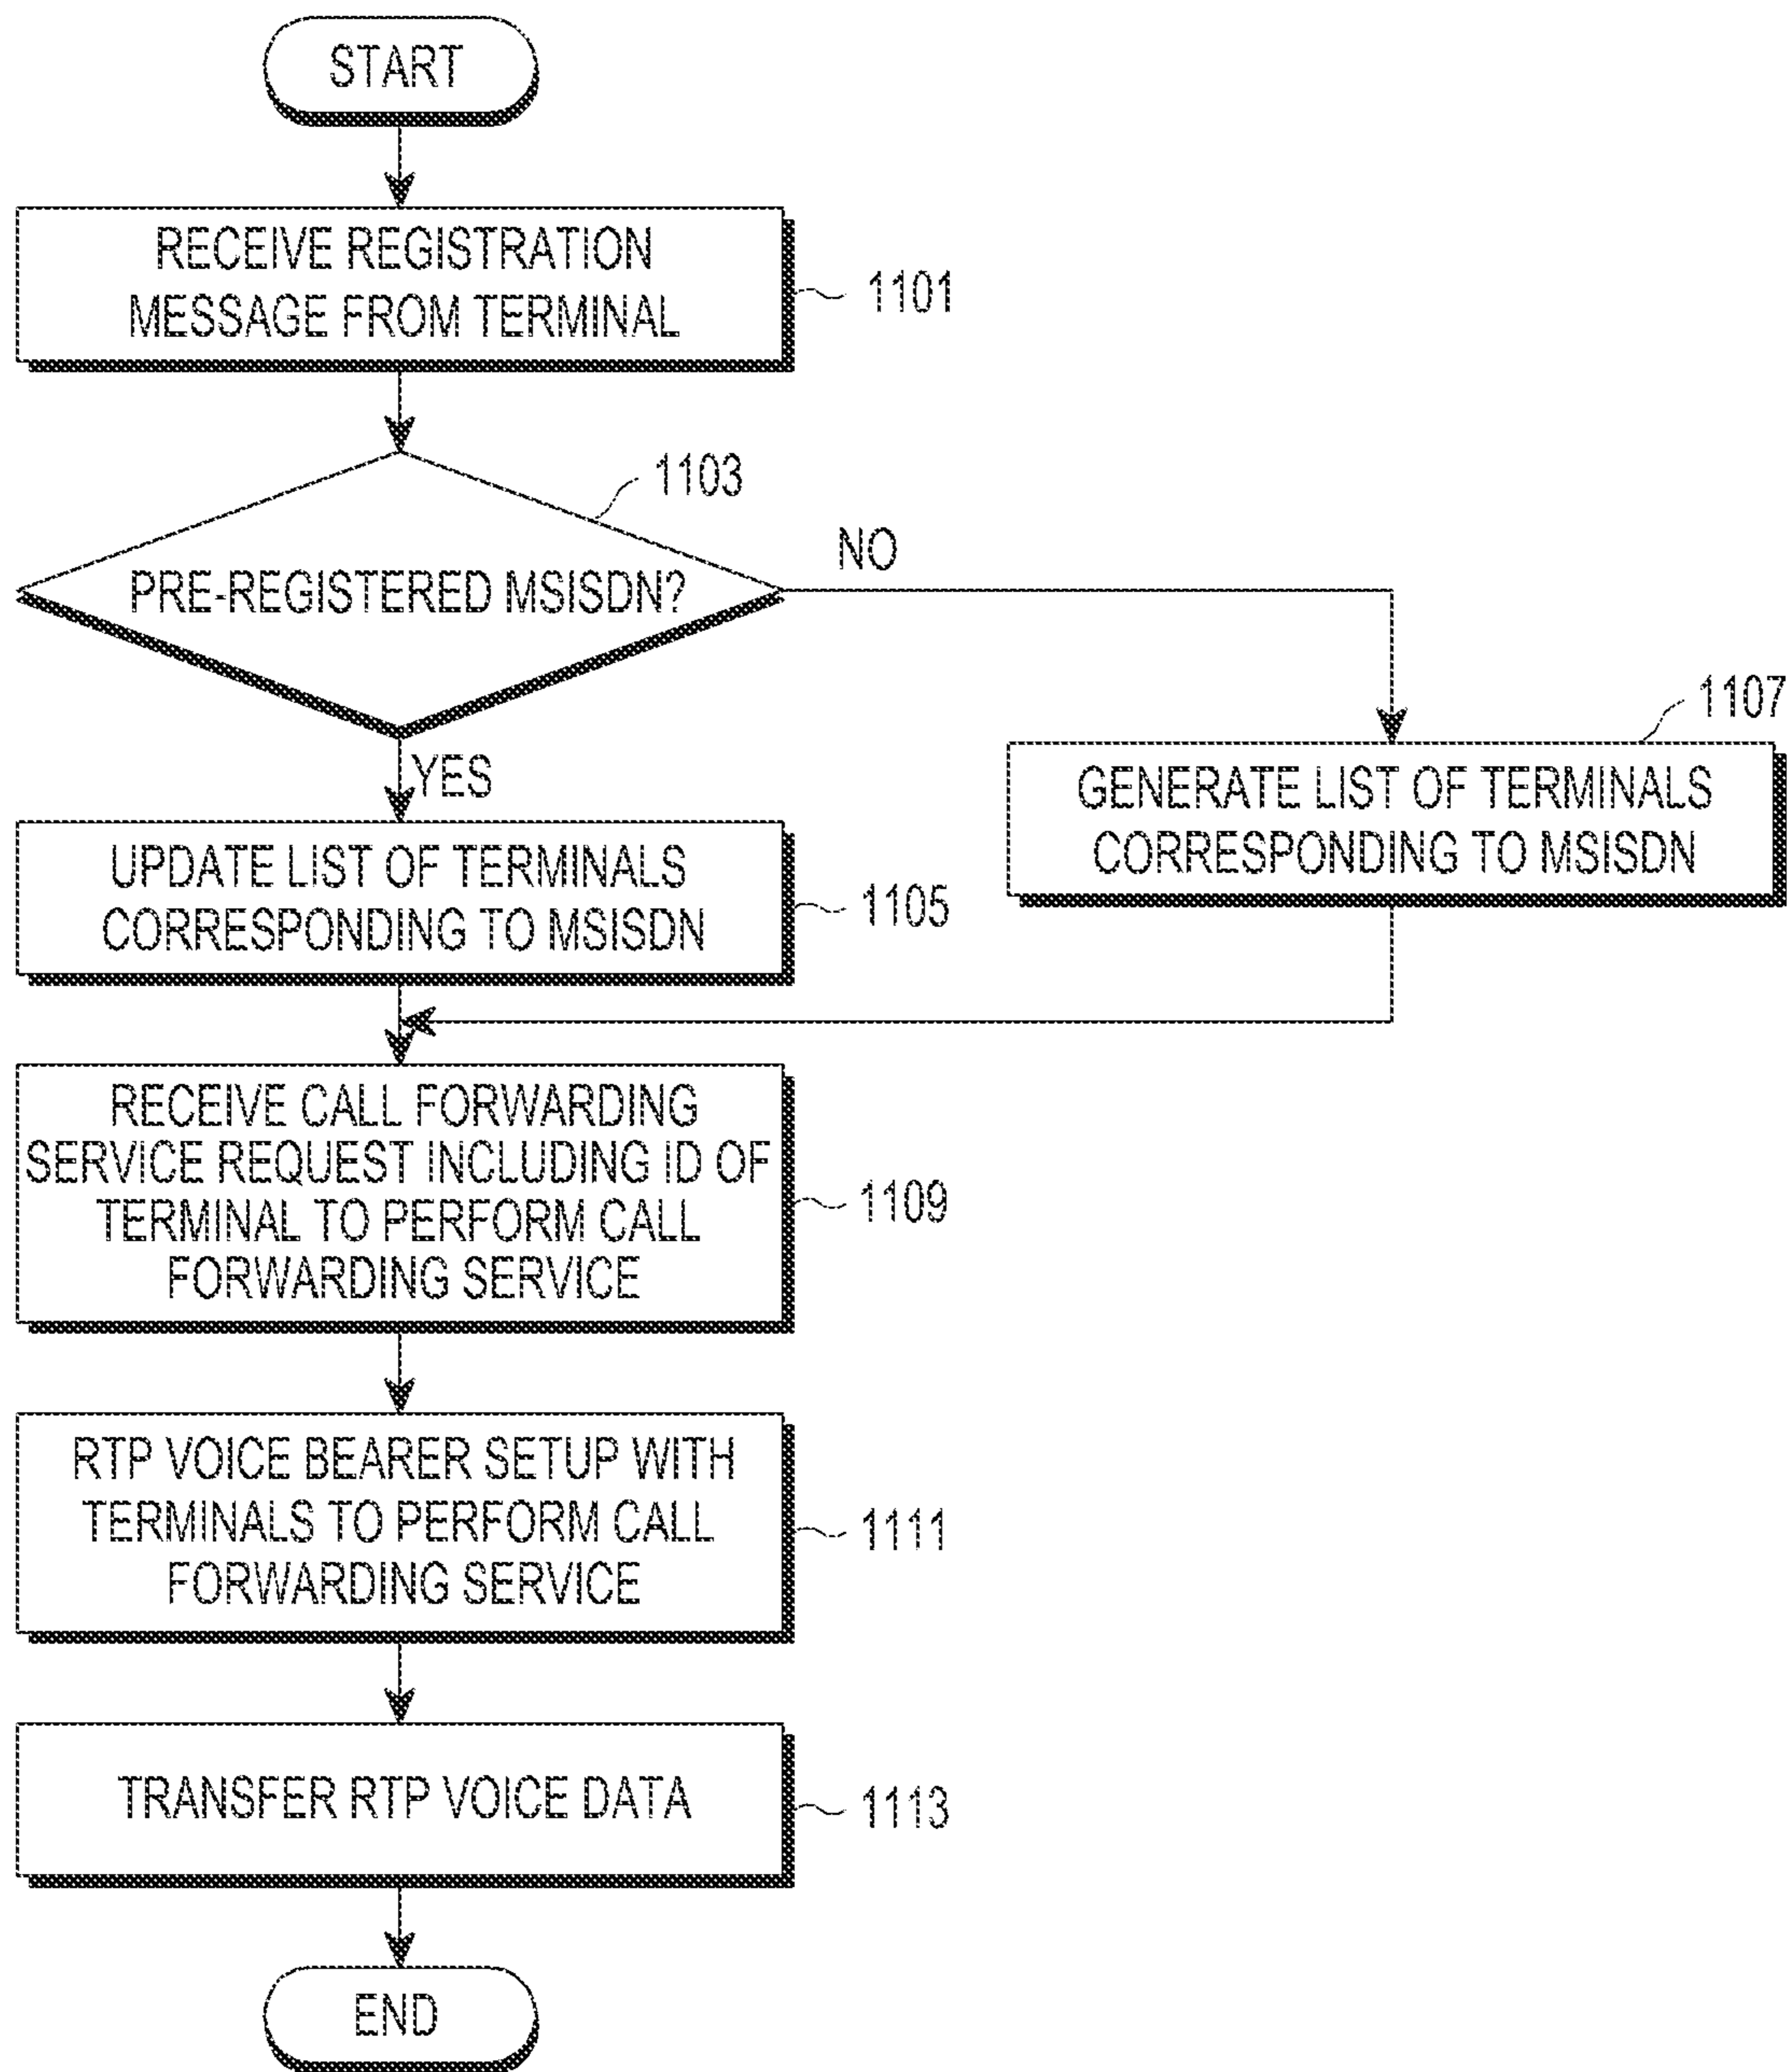 START
RECEIVE REGISTRATION
MESSAGE FROM TERMINAL
1101
1103
PRE-REGISTERED MSISDN?
NO
YES
1107
GENERATE LIST OF TERMINALS
CORRESPONDING TO MSISDN
UPDATE LIST OF TERMINALS
CORRESPONDING TO MSISDN
1105
RECEIVE CALL FORWARDING
SERVICE REQUEST INCLUDING ID OF
TERMINAL TO PERFORM CALL
FORWARDING SERVICE
1109
RTP VOICE BEARER SETUP WITH
TERMINALS TO PERFORM CALL
FORWARDING SERVICE
1111
TRANSFER RTP VOICE DATA
1113
END